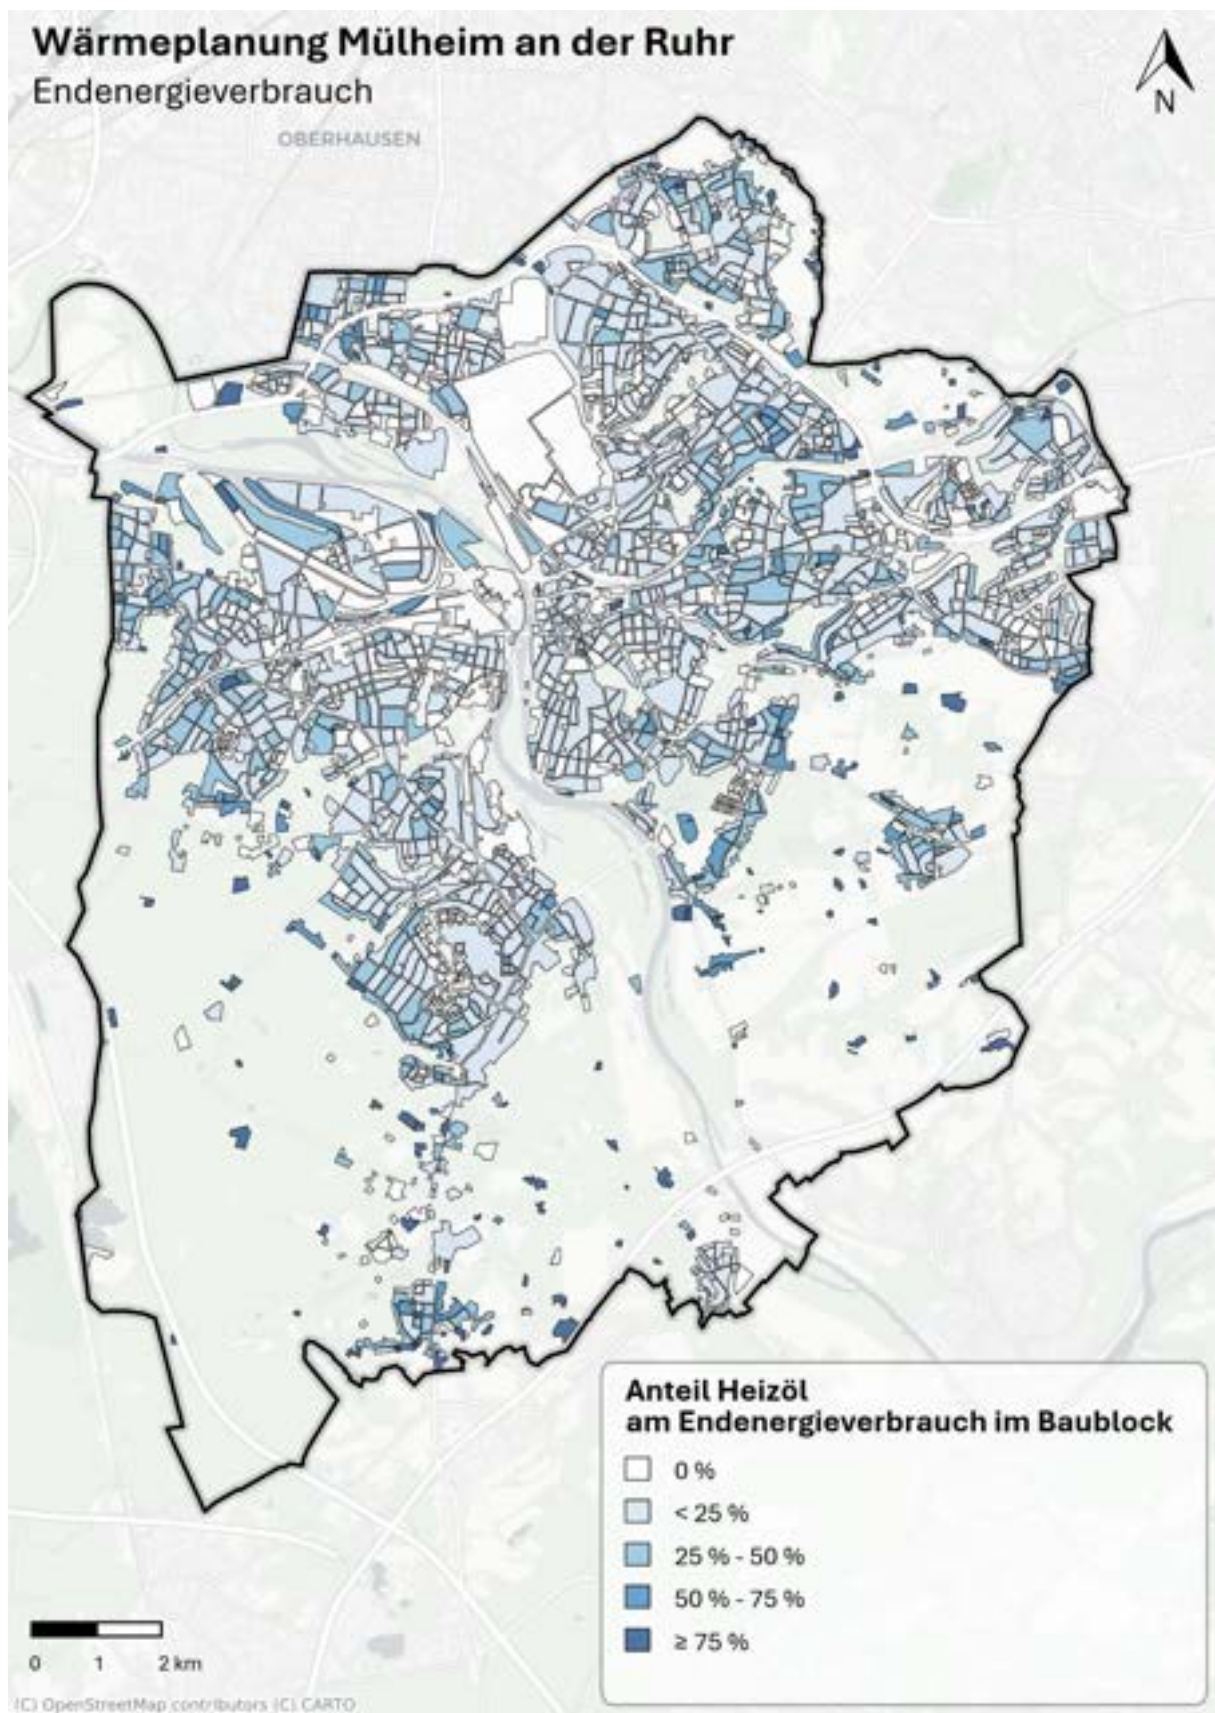 Wärmeplanung Mülheim an der Ruhr
Endenergieverbrauch
N
OBERHAUSEN
Anteil Heizöl
am Endenergieverbrauch im Baublock
0 %
< 25 %
25 % - 50 %
50 % - 75 %
≥ 75 %
0 1 2 km
(C) OpenStreetMap contributors (C) CARTO